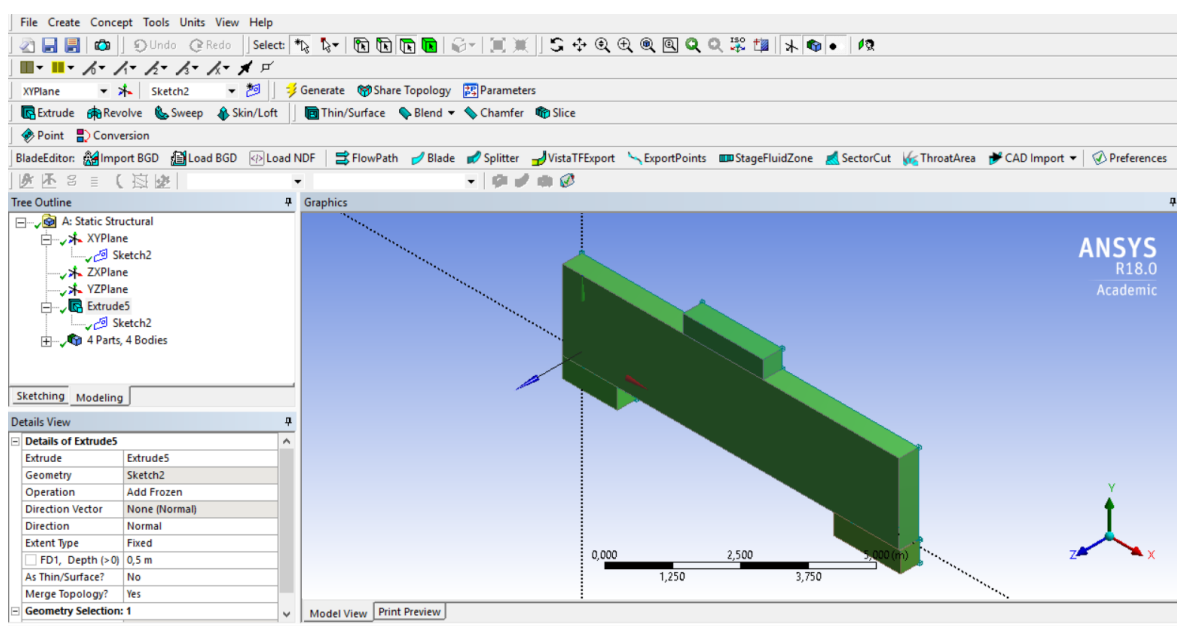 File Create Concept Tools Units View Help
Undo Redo Select:
XYPlane Sketch2 Generate Share Topology Parameters
Extrude Revolve Sweep Skin/Loft Thin/Surface Blend Chamfer Slice
Point Conversion
BladeEditor: Import BGD Load BGD Load NDF FlowPath Blade Splitter VistaTFExport ExportPoints StageFluidZone SectorCut ThroatArea CAD Import Preferences
Tree Outline
A: Static Structural
XYPlane
Sketch2
ZXPlane
YZPlane
Extrude5
Sketch2
4 Parts, 4 Bodies
Sketching Modeling
Details View
Details of Extrude5
Extrude Extrude5
Geometry Sketch2
Operation Add Frozen
Direction Vector None (Normal)
Direction Normal
Extent Type Fixed
FD1, Depth (>0) 0,5 m
As Thin/Surface? No
Merge Topology? Yes
Geometry Selection: 1
Graphics
ANSYS
R18.0
Academic
Y
Z X
0,000 2,500 5,000 (m)
1,250 3,750
Model View Print Preview